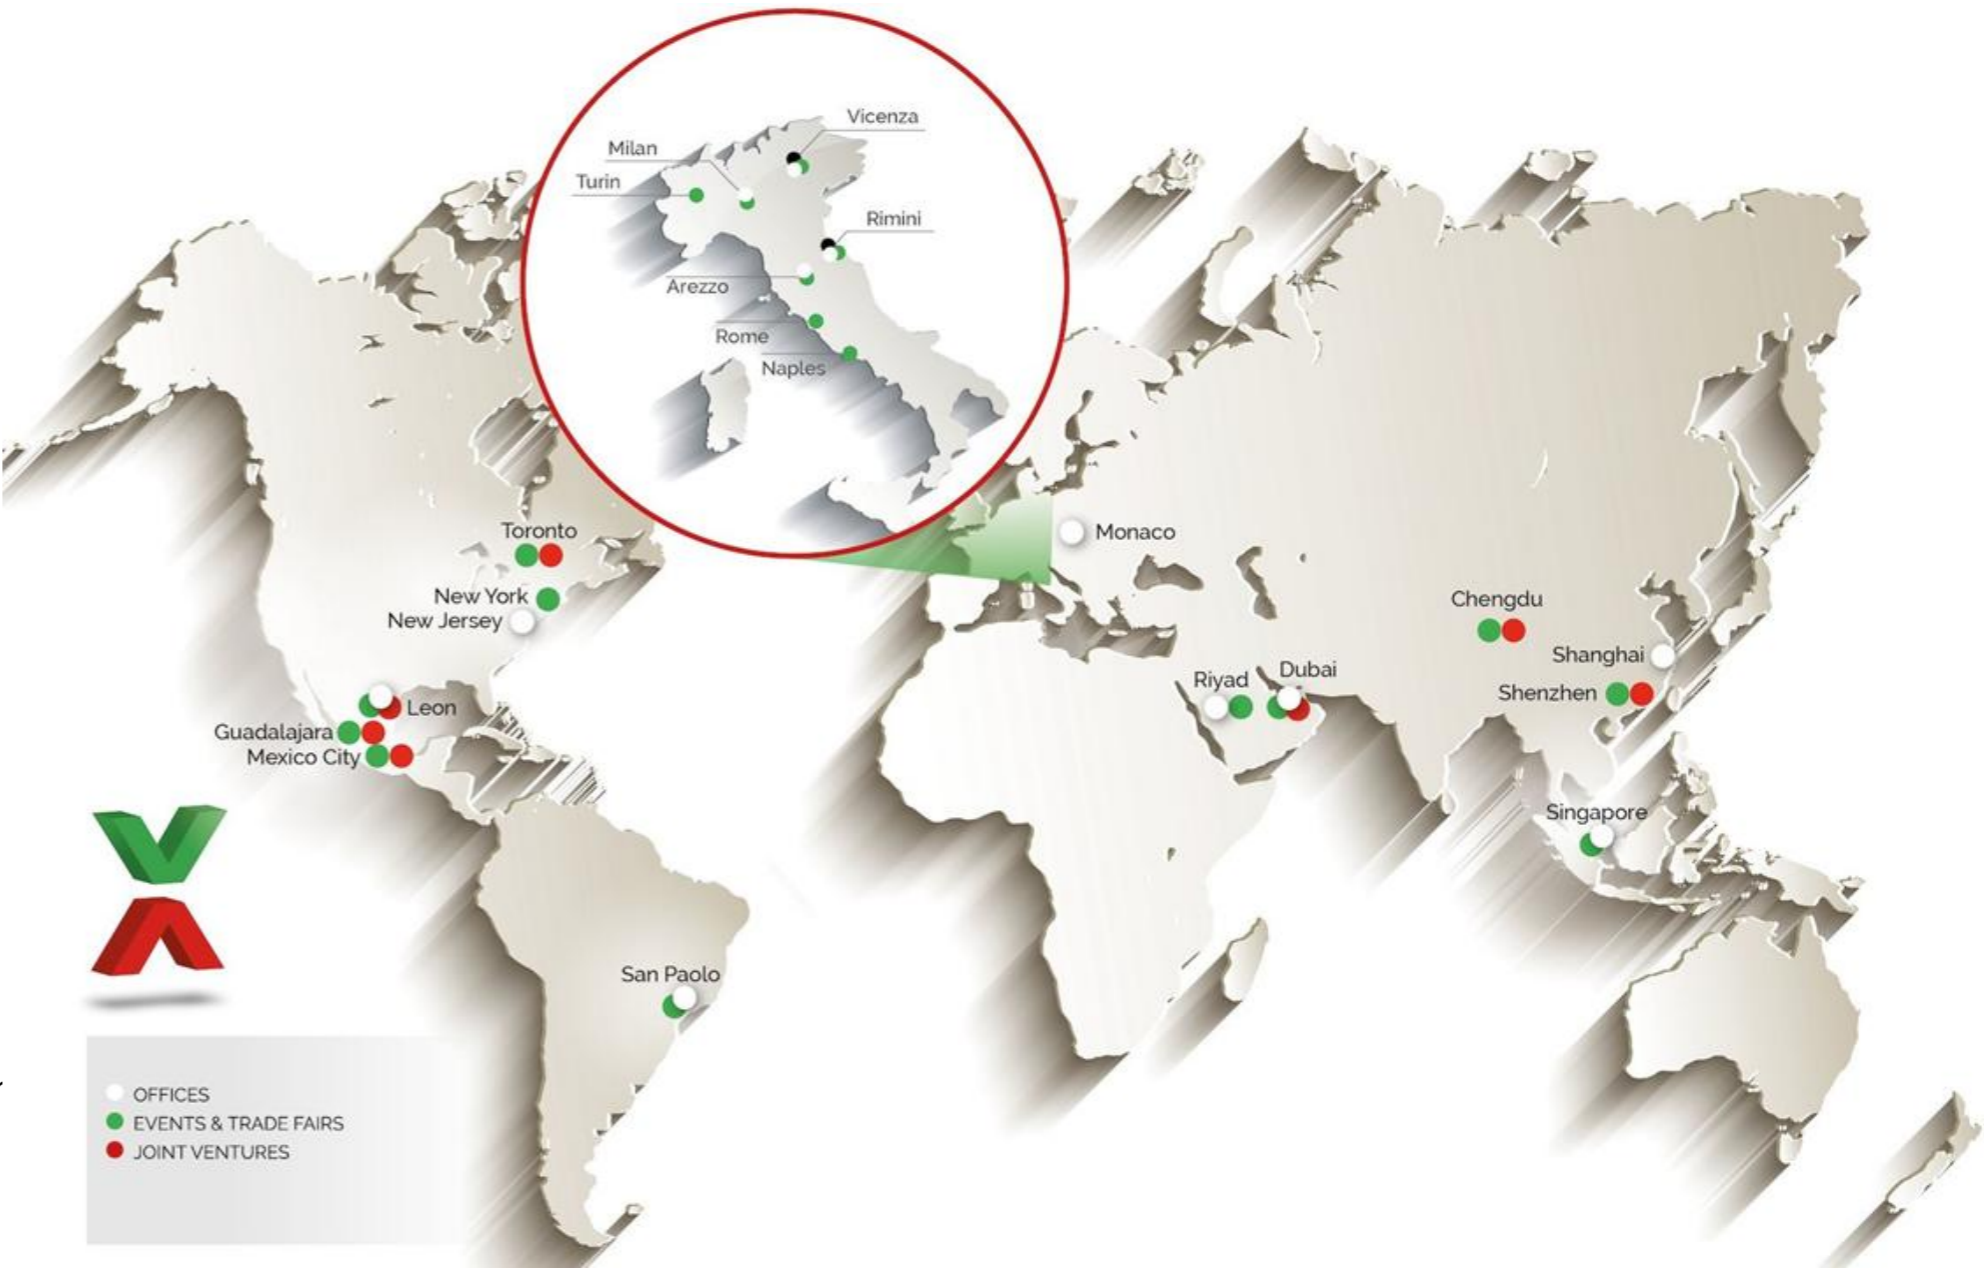 Vicenza
Milan
Turin
Rimini
Arezzo
Rome
Naples
Toronto
New York
New Jersey
Leon
Guadalajara
Mexico City
San Paolo
Monaco
Riyad
Dubai
Chengdu
Shanghai
Shenzhen
Singapore
OFFICES
EVENTS & TRADE FAIRS
JOINT VENTURES